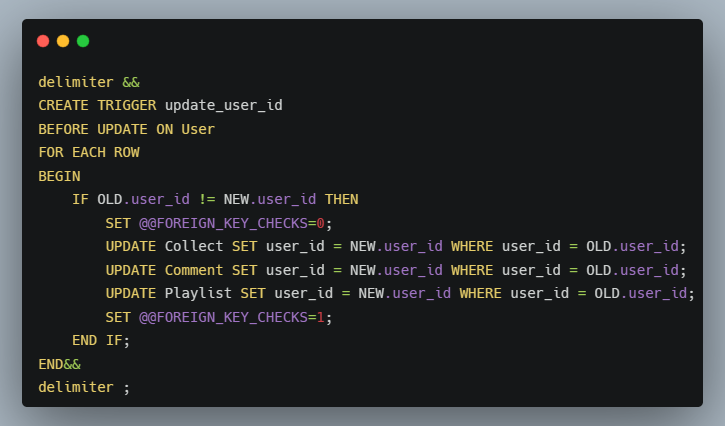 delimiter &&
CREATE TRIGGER update_user_id
BEFORE UPDATE ON User
FOR EACH ROW
BEGIN
    IF OLD.user_id != NEW.user_id THEN
        SET @@FOREIGN_KEY_CHECKS=0;
        UPDATE Collect SET user_id = NEW.user_id WHERE user_id = OLD.user_id;
        UPDATE Comment SET user_id = NEW.user_id WHERE user_id = OLD.user_id;
        UPDATE Playlist SET user_id = NEW.user_id WHERE user_id = OLD.user_id;
        SET @@FOREIGN_KEY_CHECKS=1;
    END IF;
END&&
delimiter ;